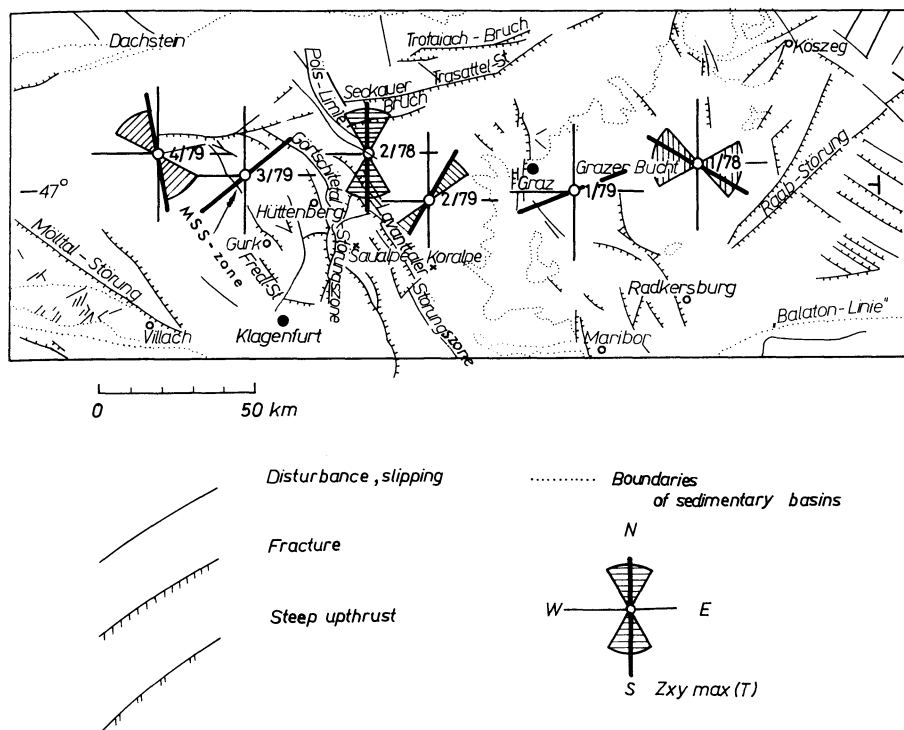 Dachstein
Trofaiach - Bruch
Köszeg
Pöls - Linie
Trasattel - St.
Seckauer
Bruch
4/79
3/79
2/78
2/79
1/79
1/78
Görtschitztal
Störungszone
Lavanttaler - Störungszone
Graz
Grazer Bucht
Raab - Störung
47°
MSS-zone
Hüttenberg
Gurk
Fredl-St.
Saualpe
Koralpe
Mölltal - Störung
Villach
Klagenfurt
Radkersburg
Maribor
„Balaton-Linie"
0 50 km
Disturbance, slipping
Fracture
Steep upthrust
Boundaries
of sedimentary basins
N
W E
S Zxy max (T)